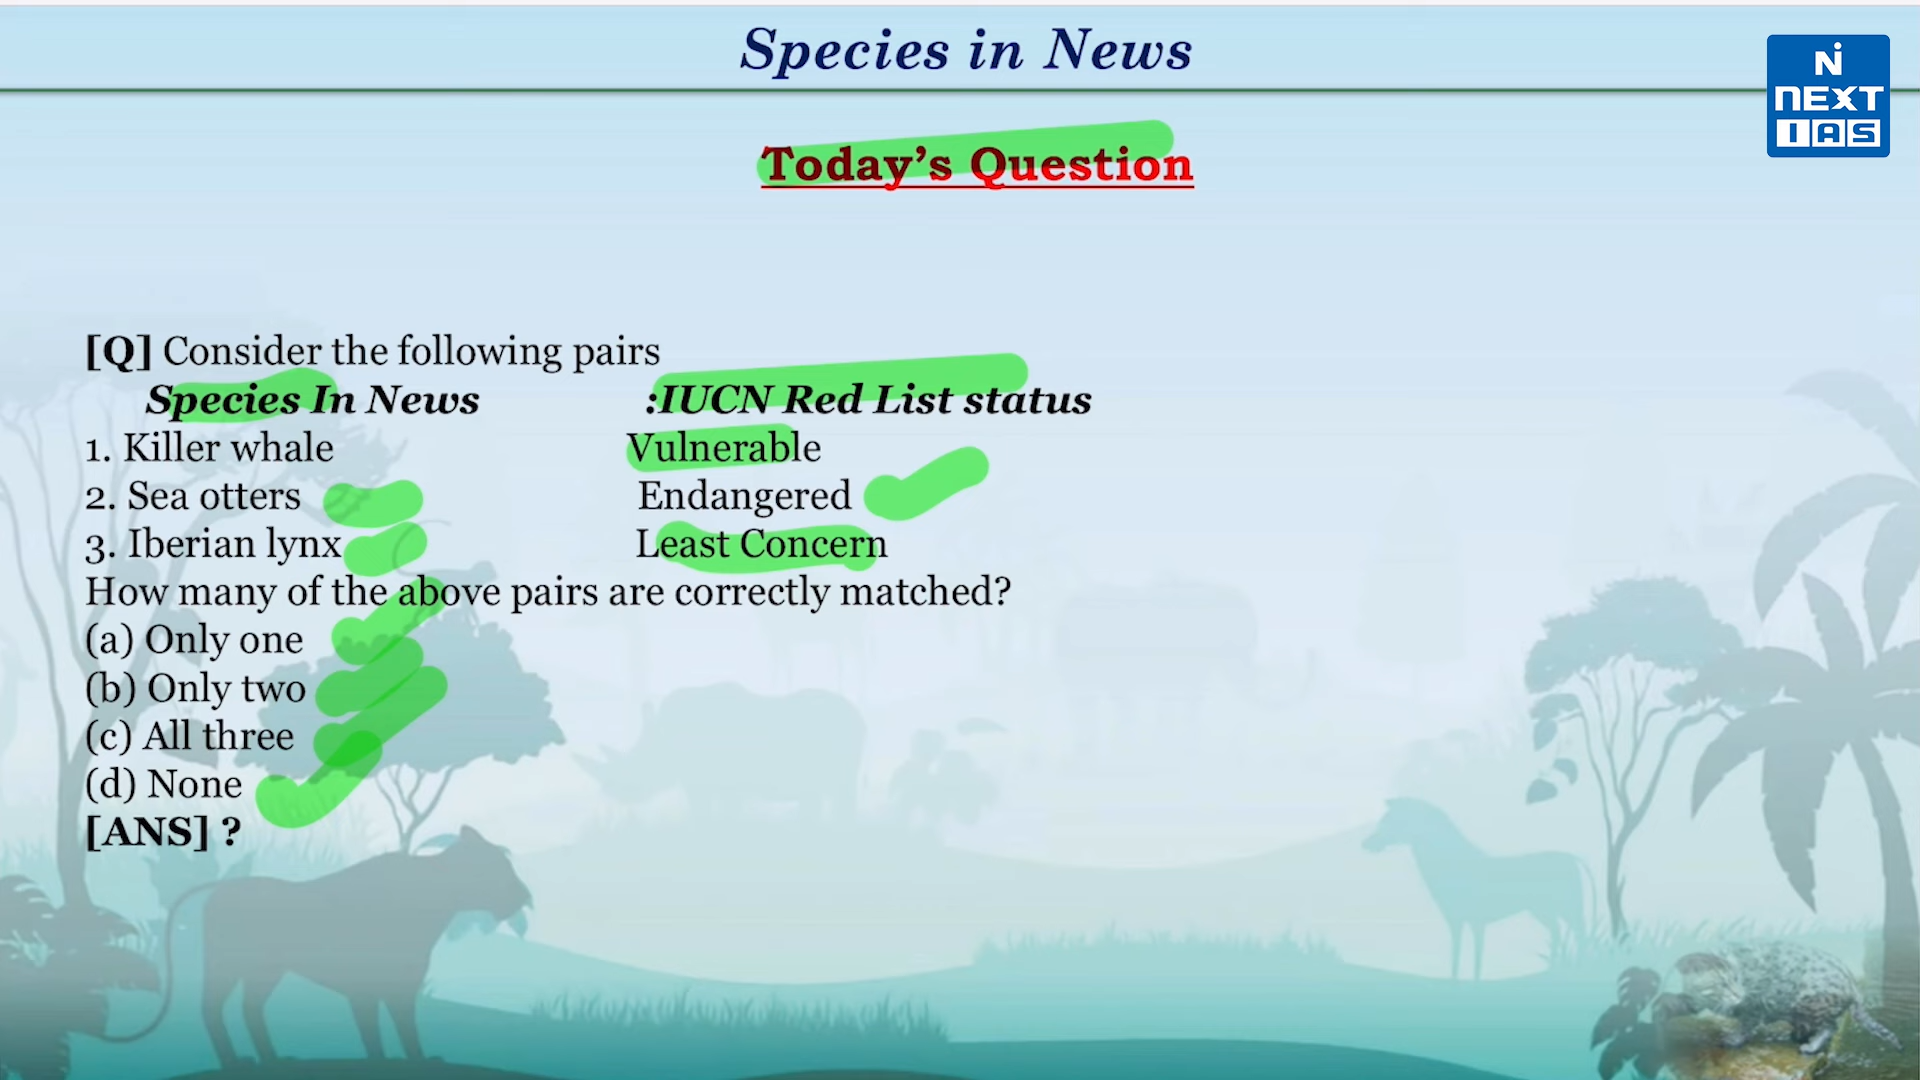 Species in News
Ni
NEXT
IAS
Today's Question
[Q] Consider the following pairs
Species In News :IUCN Red List status
1. Killer whale Vulnerable
2. Sea otters Endangered
3. Iberian lynx Least Concern
How many of the above pairs are correctly matched?
(a) Only one
(b) Only two
(c) All three
(d) None
[ANS] ?